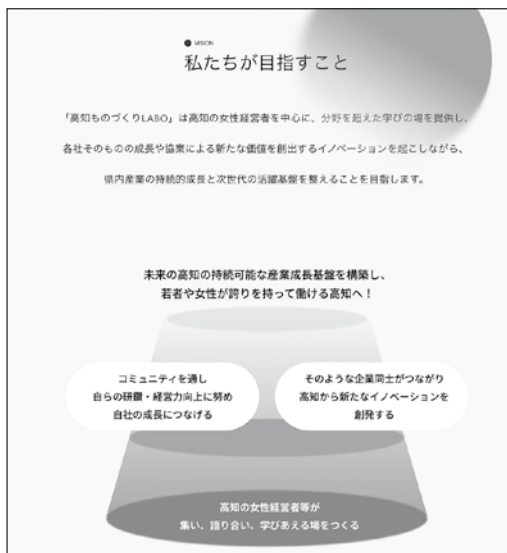 VISION
私たちが目指すこと
「高知ものづくりLABO」は高知の女性経営者を中心に、分野を超えた学びの場を提供し、
各社そのものの成長や協業による新たな価値を創出するイノベーションを起こしながら、
県内産業の持続的成長と次世代の活躍基盤を整えることを目指します。
未来の高知の持続可能な産業成長基盤を構築し、
若者や女性が誇りを持って働ける高知へ！
コミュニティを通し
自らの研鑽・経営力向上に努め
自社の成長につなげる
そのような企業同士がつながり
高知から新たなイノベーションを
創発する
高知の女性経営者等が
集い、語り合い、学びあえる場をつくる